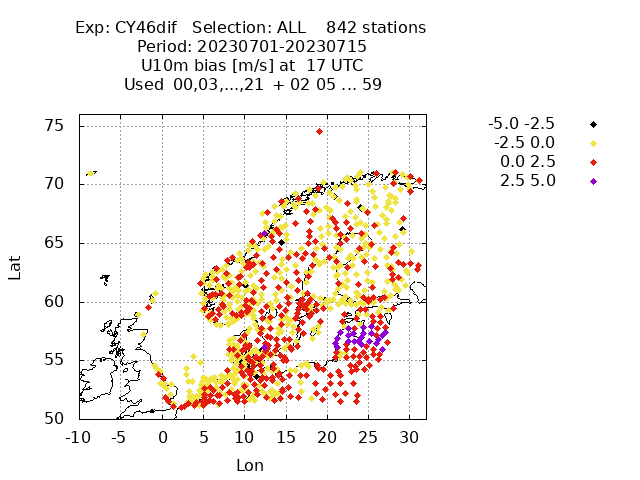 Exp: CY46dif Selection: ALL 842 stations
Period: 20230701-20230715
U10m bias [m/s] at 17 UTC
Used 00,03,...,21 + 02 05 ... 59
-5.0 -2.5
-2.5 0.0
0.0 2.5
2.5 5.0
75
70
65
60
55
50
Lat
-10 -5 0 5 10 15 20 25 30
Lon